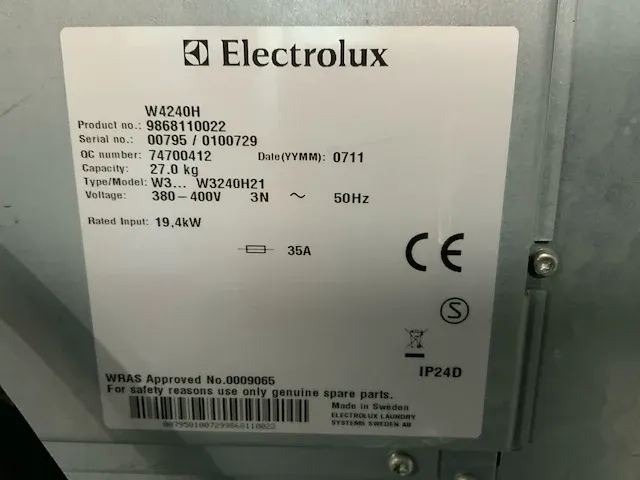 Electrolux
W4240H
Product no.: 9868110022
Serial no.: 00795 / 0100729
QC number: 74700412 Date(YYMM): 0711
Capacity: 27.0 kg
Type/Model: W3... W3240H21
Voltage: 380-400V 3N ~ 50Hz
Rated Input: 19,4kW
35A
CE
S
IP24D
WRAS Approved No.0009065
For safety reasons use only genuine spare parts.
Made in Sweden
ELECTROLUX LAUNDRY
SYSTEMS SWEDEN AB
0079501007299868110022